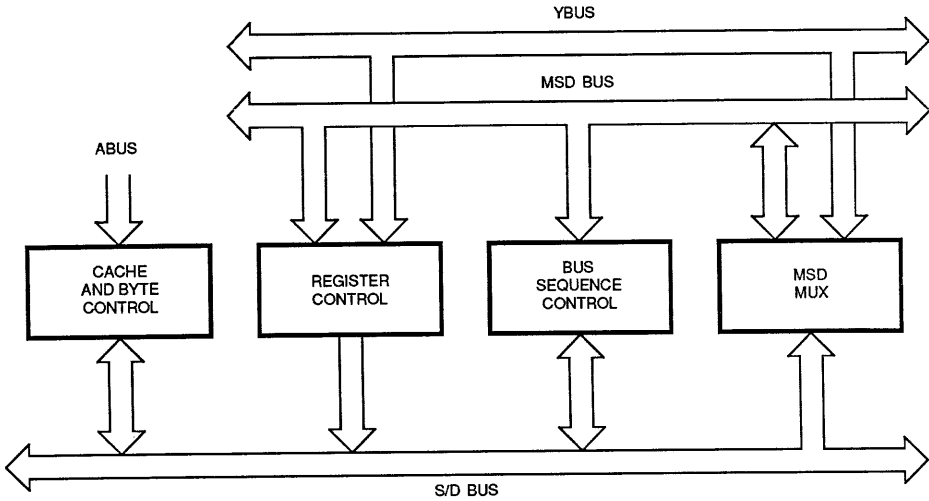 YBUS
MSD BUS
ABUS
CACHE
AND BYTE
CONTROL
REGISTER
CONTROL
BUS
SEQUENCE
CONTROL
MSD
MUX
S/D BUS